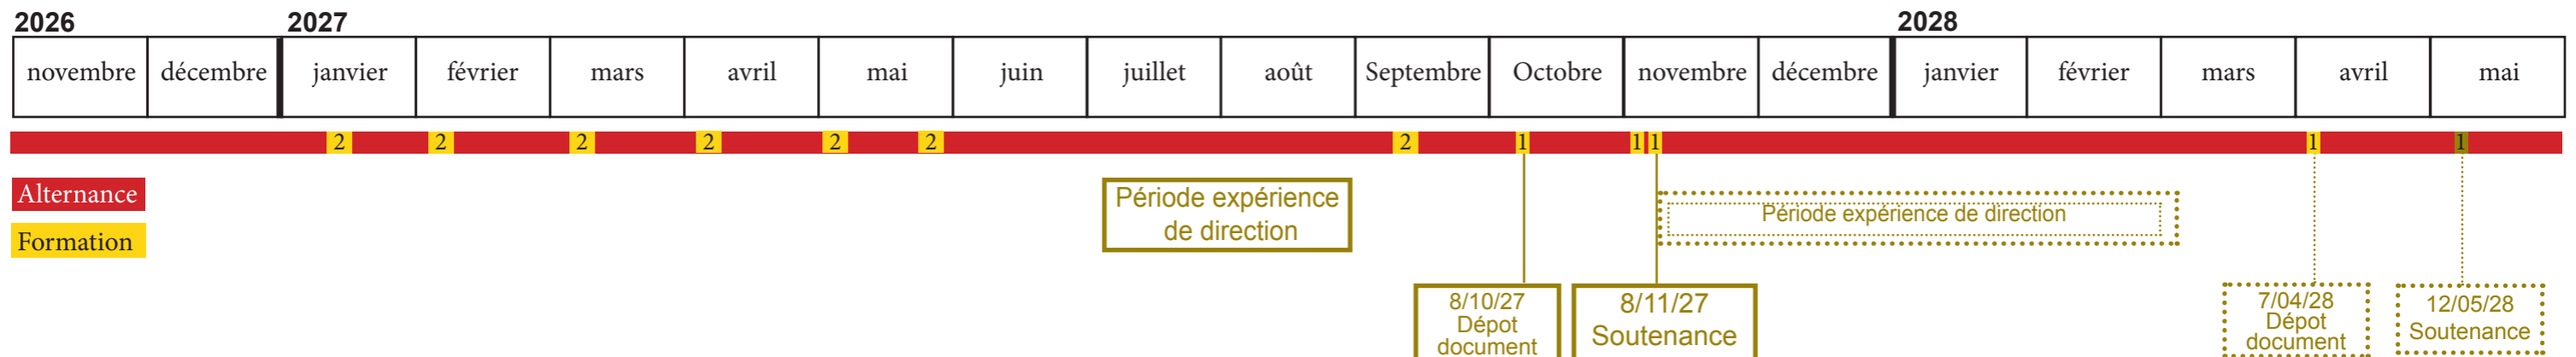 2026 2027 2028
novembre décembre janvier février mars avril mai juin juillet août Septembre Octobre novembre décembre janvier février mars avril mai
2 2 2 2 2 2 2 1 1 1 1 1
Alternance
Formation
Période expérience
de direction
Période expérience de direction
8/10/27
Dépot
document
8/11/27
Soutenance
7/04/28
Dépot
document
12/05/28
Soutenance